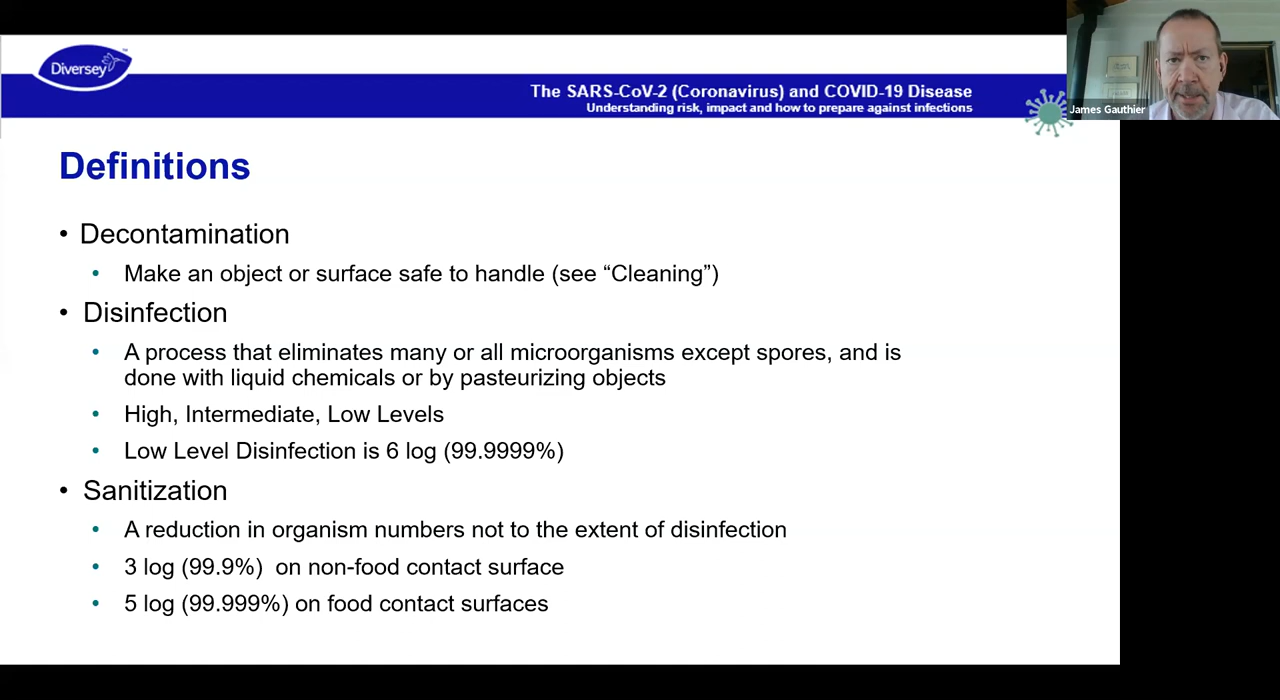 Diversey
The SARS-CoV-2 (Coronavirus) and COVID-19 Disease
Understanding risk, impact and how to prepare against infections
James Gauthier
Definitions
• Decontamination
• Make an object or surface safe to handle (see “Cleaning”)
• Disinfection
• A process that eliminates many or all microorganisms except spores, and is
done with liquid chemicals or by pasteurizing objects
• High, Intermediate, Low Levels
• Low Level Disinfection is 6 log (99.9999%)
• Sanitization
• A reduction in organism numbers not to the extent of disinfection
• 3 log (99.9%)  on non-food contact surface
• 5 log (99.999%) on food contact surfaces